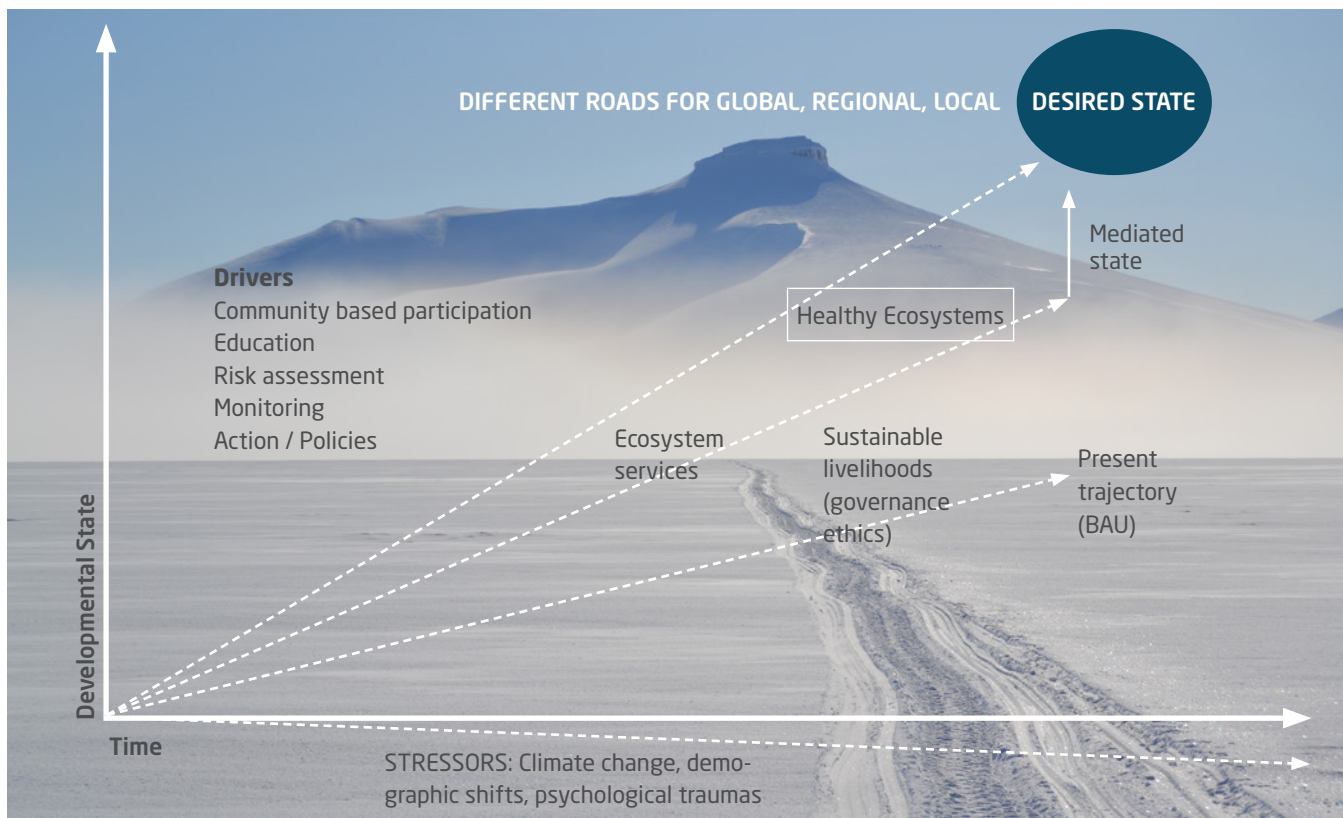 DIFFERENT ROADS FOR GLOBAL, REGIONAL, LOCAL
DESIRED STATE
Mediated
state
Drivers
Community based participation
Education
Risk assessment
Monitoring
Action / Policies
Healthy Ecosystems
Ecosystem
services
Sustainable
livelihoods
(governance
ethics)
Present
trajectory
(BAU)
Developmental State
Time
STRESSORS: Climate change, demo-
graphic shifts, psychological traumas